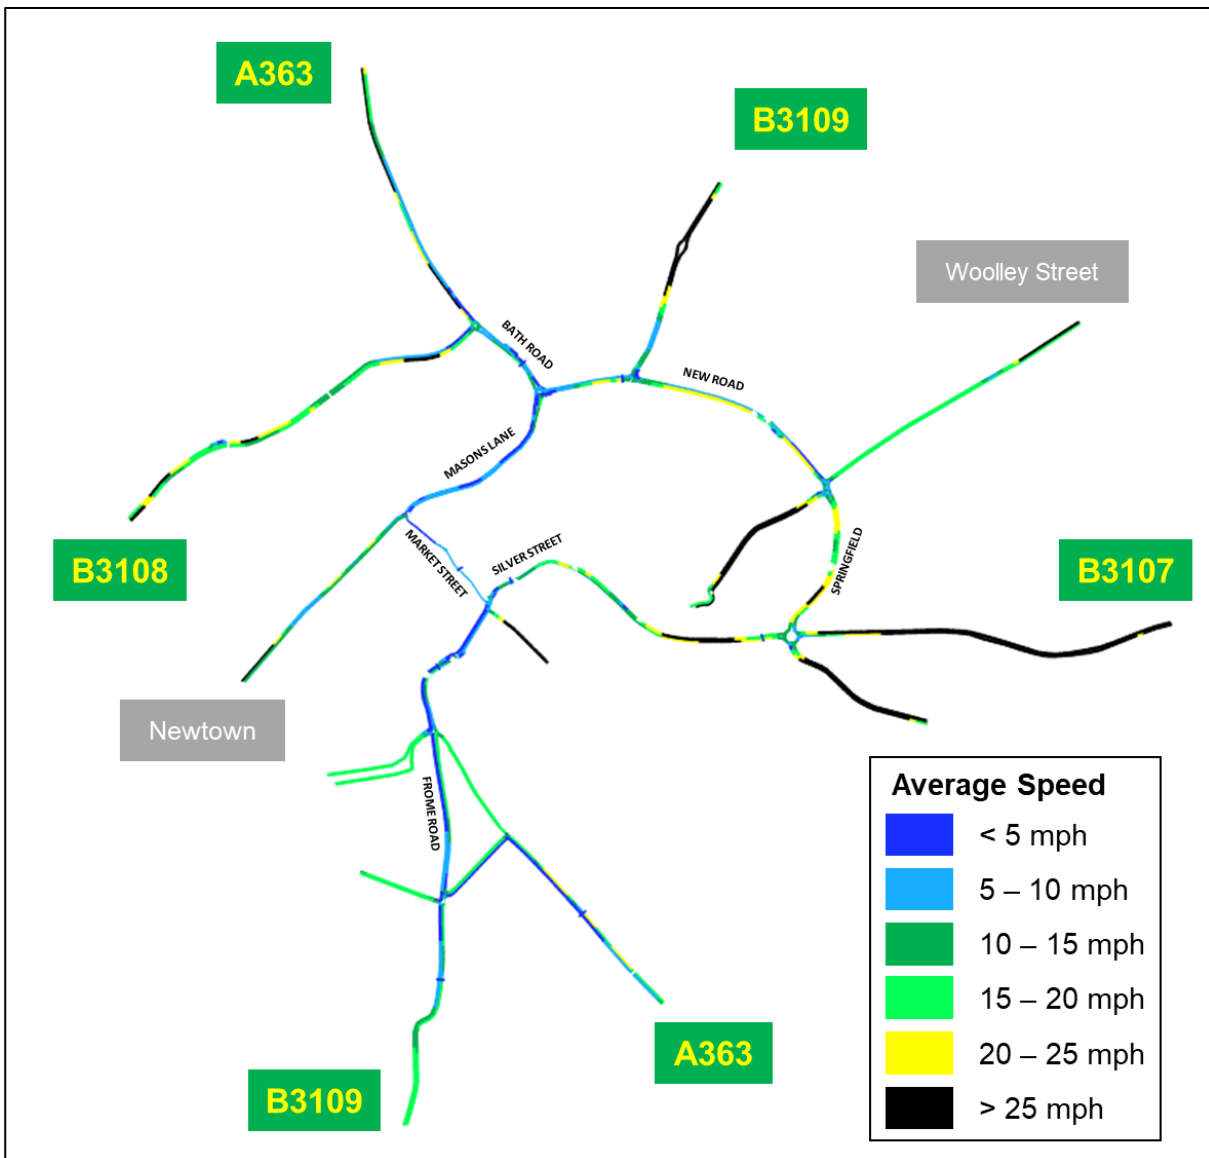 A363
B3109
Woolley Street
BATH ROAD
NEW ROAD
MASONS LANE
MARKET STREET
SILVER STREET
SPRINGFIELD
B3108
B3107
Newtown
FROME ROAD
A363
B3109
Average Speed
< 5 mph
5 – 10 mph
10 – 15 mph
15 – 20 mph
20 – 25 mph
> 25 mph